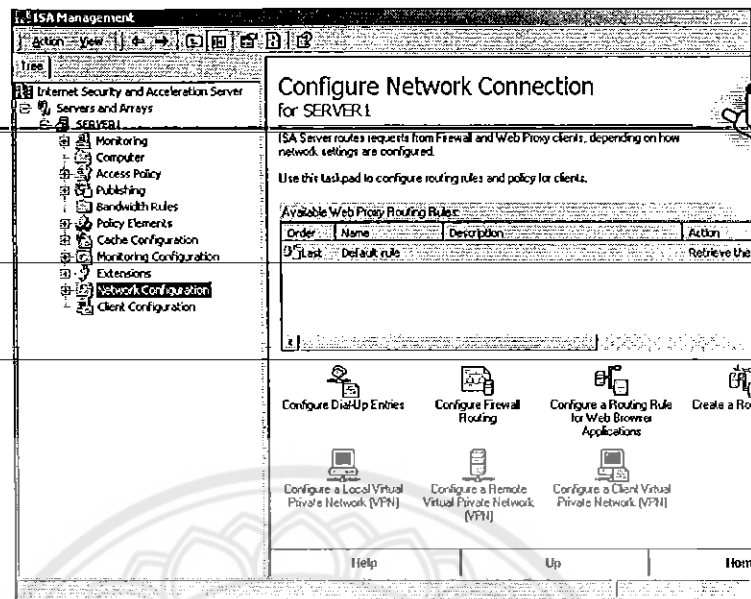 ISA Management
Action View
Tree
Internet Security and Acceleration Server
Servers and Arrays
SERVER1
Monitoring
Computer
Access Policy
Publishing
Bandwidth Rules
Policy Elements
Cache Configuration
Monitoring Configuration
Extensions
Network Configuration
Client Configuration
Configure Network Connection
for SERVER1
ISA Server routes requests from Firewall and Web Proxy clients, depending on how
network settings are configured.
Use this taskpad to configure routing rules and policy for clients.
Available Web Proxy Routing Rules:
Order Name Description Action
Last Default rule Retrieve the
Configure Dial-Up Entries
Configure Firewall
Routing
Configure a Routing Rule
for Web Browser
Applications
Create a Ro
Configure a Local Virtual
Private Network (VPN)
Configure a Remote
Virtual Private Network
(VPN)
Configure a Client Virtual
Private Network (VPN)
Help Up Hom